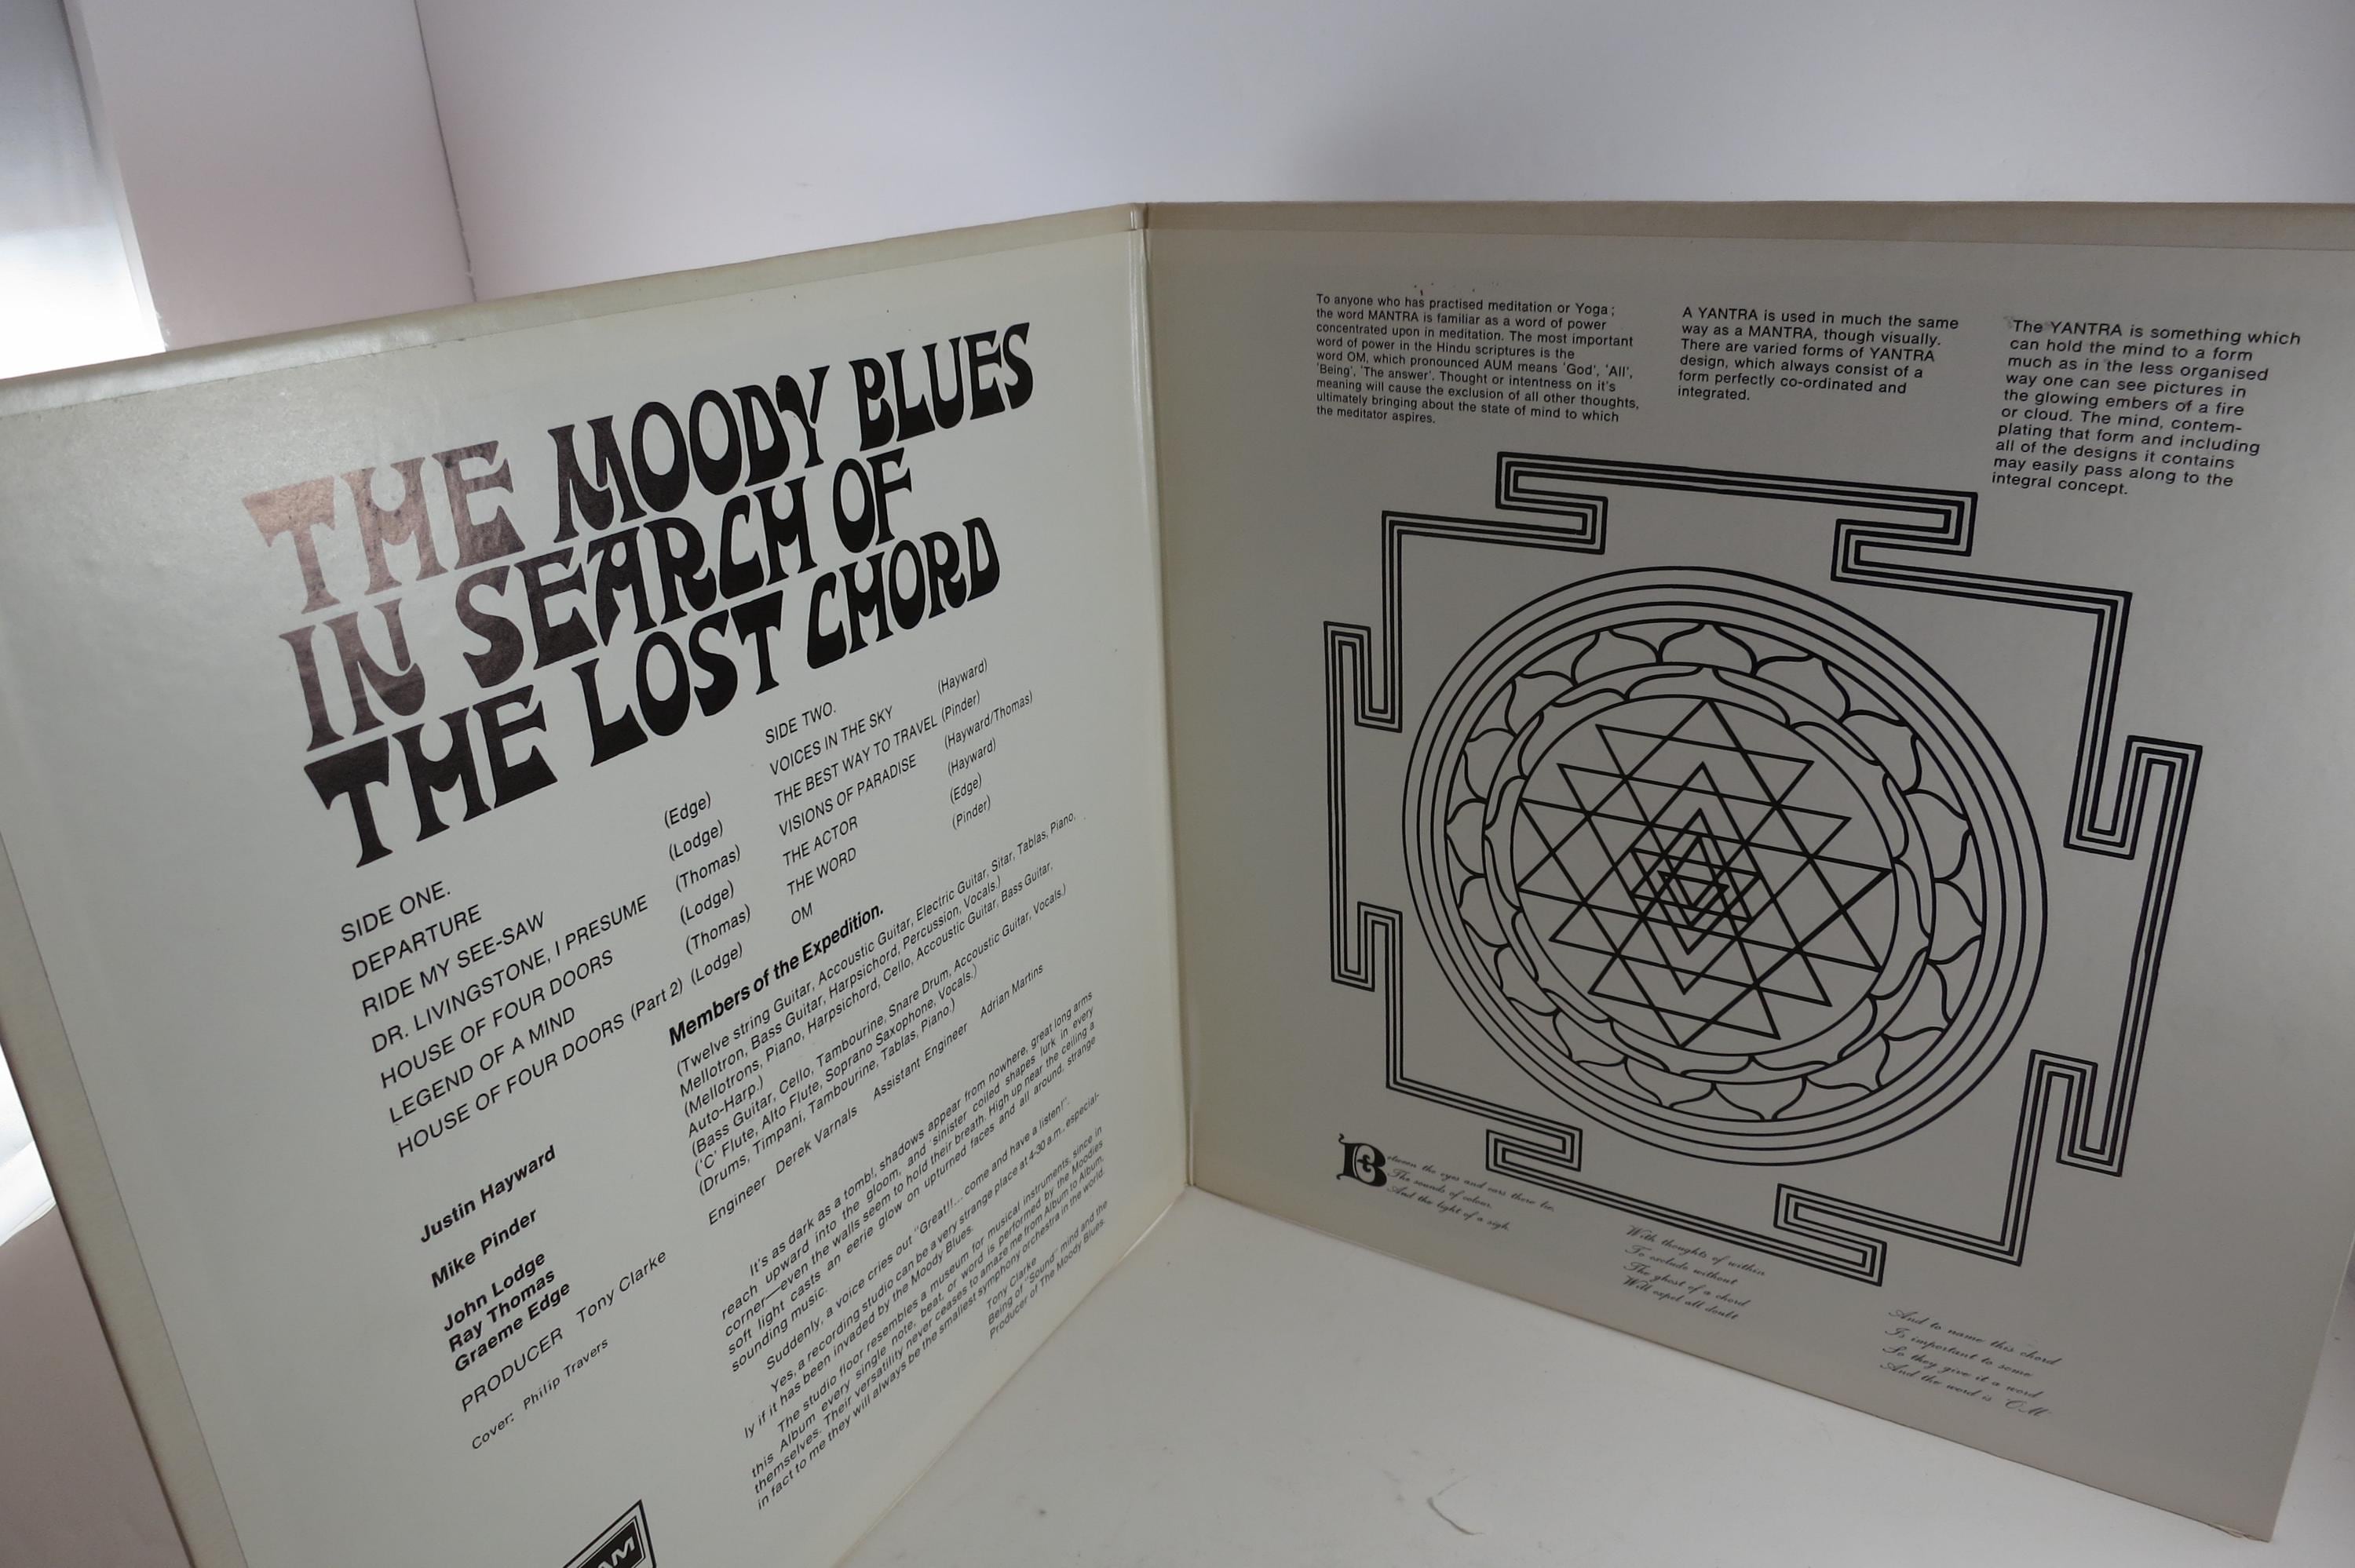 THE MOODY BLUES
IN SEARCH OF
THE LOST CHORD
SIDE ONE.
DEPARTURE (Edge)
RIDE MY SEE-SAW (Lodge)
DR. LIVINGSTONE, I PRESUME (Thomas)
HOUSE OF FOUR DOORS (Lodge)
LEGEND OF A MIND (Thomas)
HOUSE OF FOUR DOORS (Part 2) (Lodge)
SIDE TWO.
VOICES IN THE SKY (Hayward)
THE BEST WAY TO TRAVEL (Pinder)
VISIONS OF PARADISE (Hayward/Thomas)
THE ACTOR (Hayward)
THE WORD (Edge)
OM (Pinder)
Members of the Expedition.
Justin Hayward
(Twelve string Guitar, Accoustic Guitar, Electric Guitar, Sitar, Tablas, Piano,
Mellotron, Bass Guitar, Harpsichord, Percussion, Vocals.)
Mike Pinder
(Mellotrons, Piano, Harpsichord, Cello, Accoustic Guitar, Bass Guitar,
Auto-Harp.)
John Lodge
(Bass Guitar, Cello, Tambourine, Snare Drum, Accoustic Guitar, Vocals.)
Ray Thomas
('C' Flute, Alto Flute, Soprano Saxophone, Vocals.)
Graeme Edge
(Drums, Timpani, Tambourine, Tablas, Piano.)
PRODUCER Tony Clarke
Engineer Derek Varnals Assistant Engineer Adrian Martins
Cover: Philip Travers
It's as dark as a tomb!, shadows appear from nowhere, great long arms
reach upward into the gloom, and sinister coiled shapes lurk in every
corner—even the walls seem to hold their breath. High up near the ceiling a
soft light casts an eerie glow on upturned faces and all around, strange
sounding music.
Suddenly, a voice cries out "Great!!... come and have a listen!".
Yes, a recording studio can be a very strange place at 4-30 a.m. especial-
ly if it has been invaded by the Moody Blues.
The studio floor resembles a museum for musical instruments, since in
this Album every single note, beat, or word is performed by the Moodies
themselves. Their versatility never ceases to amaze me from Album to Album,
in fact to me they will always be the smallest symphony orchestra in the world.
Tony Clarke
Being of "Sound" mind and the
Producer of The Moody Blues.
To anyone who has practised meditation or Yoga;
the word MANTRA is familiar as a word of power
concentrated upon in meditation. The most important
word of power in the Hindu scriptures is the
word OM, which pronounced AUM means 'God', 'All',
'Being', 'The answer'. Thought or intentness on it's
meaning will cause the exclusion of all other thoughts,
ultimately bringing about the state of mind to which
the meditator aspires.
A YANTRA is used in much the same
way as a MANTRA, though visually.
There are varied forms of YANTRA
design, which always consist of a
form perfectly co-ordinated and
integrated.
The YANTRA is something which
can hold the mind to a form
much as in the less organised
way one can see pictures in
the glowing embers of a fire
or cloud. The mind, contem-
plating that form and including
all of the designs it contains
may easily pass along to the
integral concept.
Between the eyes and ears there lie,
The sounds of colour,
And the light of a sigh.
With thoughts of within
To exclude without
The ghost of a chord
Will expel all doubt
And to name this chord
Is important to some
So they give it a word
And the word is 'OM'